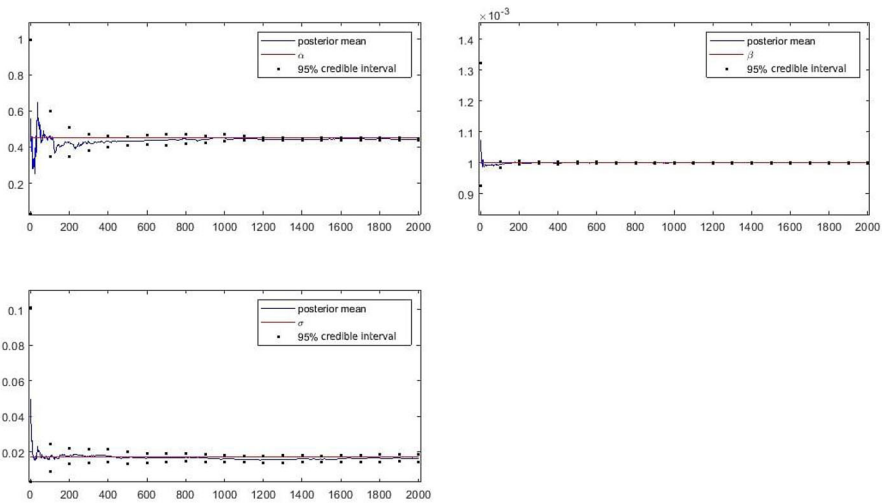 posterior mean
α
95% credible interval
1
0.8
0.6
0.4
0.2
0 200 400 600 800 1000 1200 1400 1600 1800 2000
× 10⁻³
posterior mean
β
95% credible interval
1.4
1.3
1.2
1.1
1
0.9
0 200 400 600 800 1000 1200 1400 1600 1800 2000
posterior mean
σ
95% credible interval
0.1
0.08
0.06
0.04
0.02
0 200 400 600 800 1000 1200 1400 1600 1800 2000